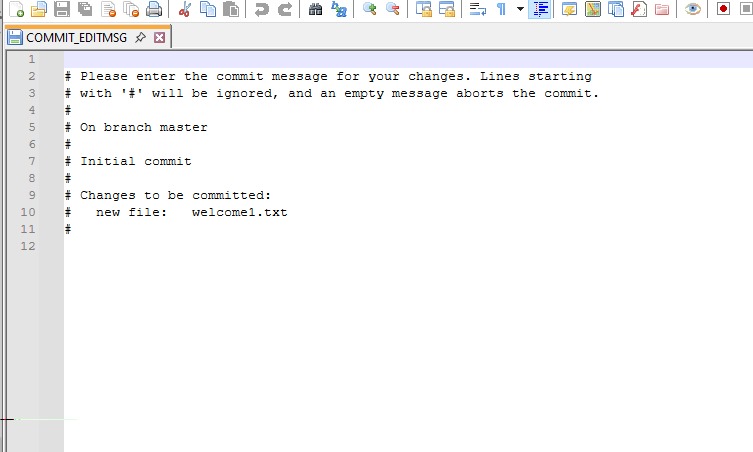 COMMIT_EDITMSG
1
2 # Please enter the commit message for your changes. Lines starting
3 # with '#' will be ignored, and an empty message aborts the commit.
4 #
5 # On branch master
6 #
7 # Initial commit
8 #
9 # Changes to be committed:
10 #   new file:   welcome1.txt
11 #
12